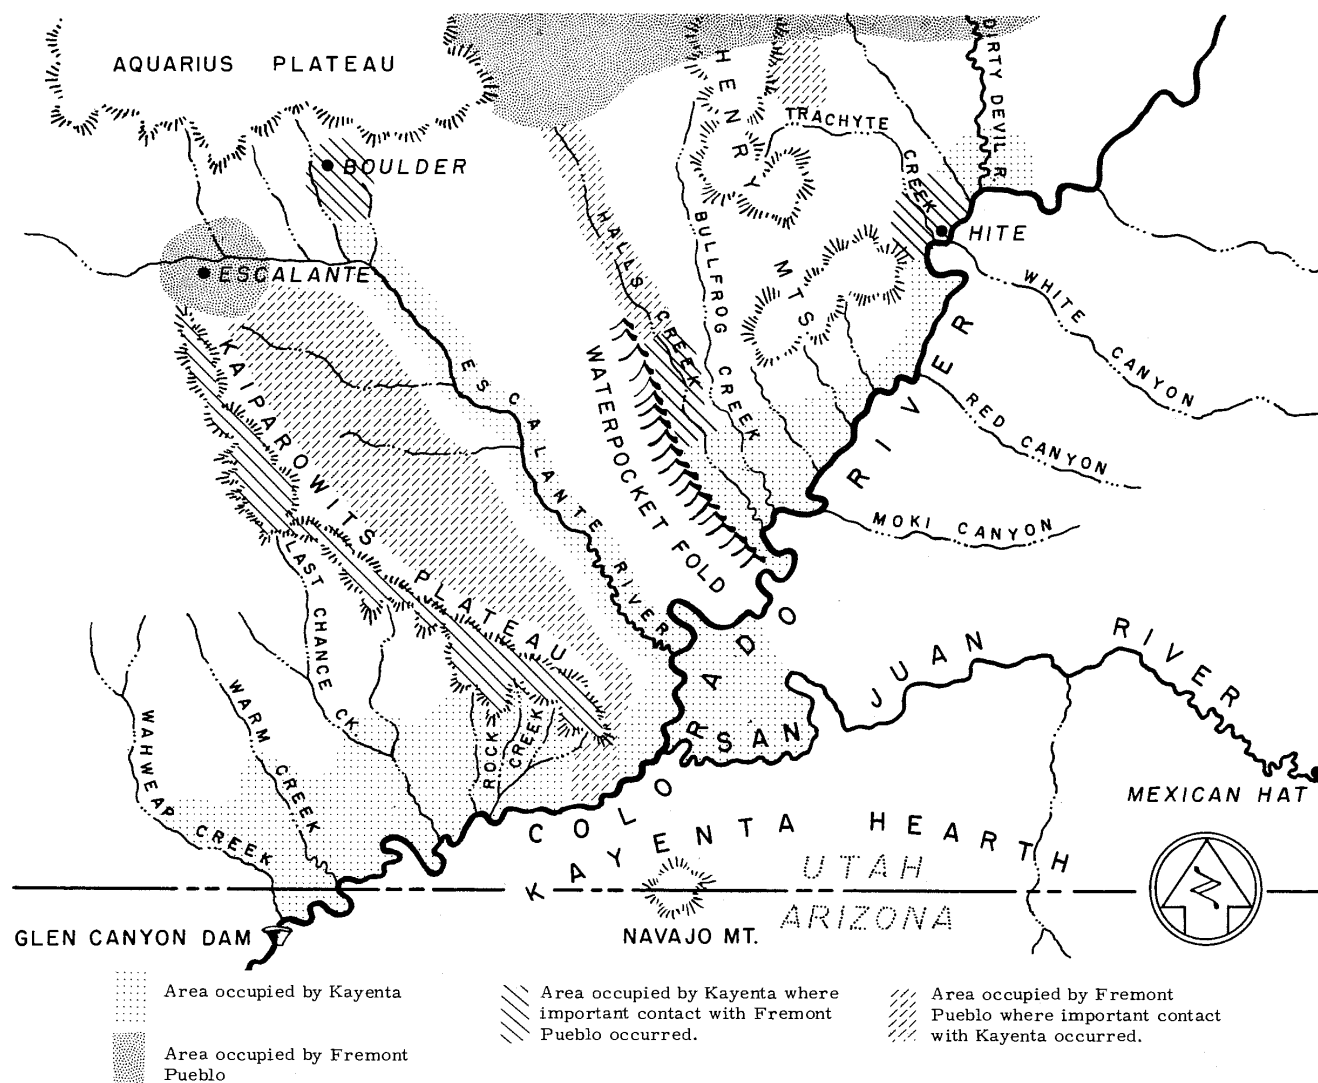 AQUARIUS PLATEAU
HENRY MTS
DIRTY DEVIL R.
TRACHYTE CREEK
BOULDER
HITE
ESCALANTE
HALLS CREEK
BULLFROG CREEK
WHITE CANYON
RED CANYON
MOKI CANYON
KAIPAROWITS PLATEAU
ESCALANTE RIVER
WATERPOCKET FOLD
COLORADO RIVER
SAN JUAN RIVER
LAST CHANCE CK.
WARM CREEK
WAHWEAP CREEK
ROCK CREEK
MEXICAN HAT
KAYENTA HEARTH
UTAH
ARIZONA
GLEN CANYON DAM
NAVAJO MT.
N
Area occupied by Kayenta
Area occupied by Fremont
Pueblo
Area occupied by Kayenta where
important contact with Fremont
Pueblo occurred.
Area occupied by Fremont
Pueblo where important contact
with Kayenta occurred.